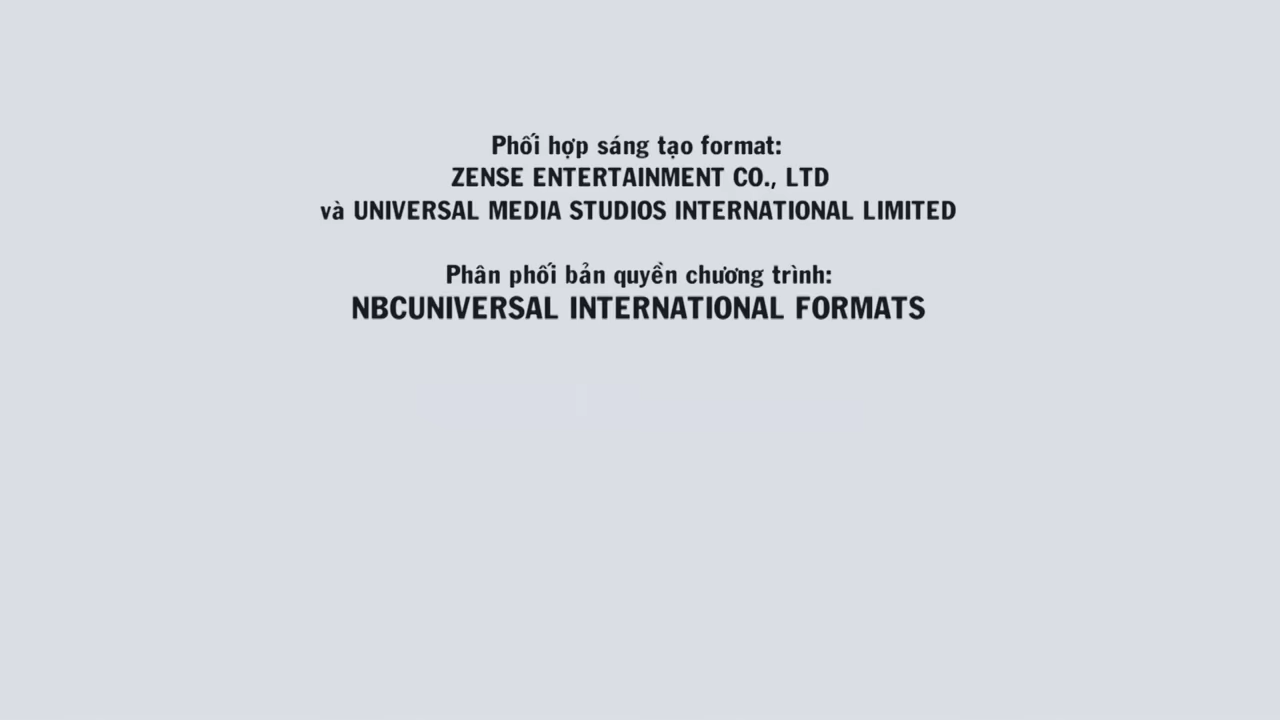 Phối hợp sáng tạo format:
ZENSE ENTERTAINMENT CO., LTD
và UNIVERSAL MEDIA STUDIOS INTERNATIONAL LIMITED
Phân phối bản quyền chương trình:
NBCUNIVERSAL INTERNATIONAL FORMATS